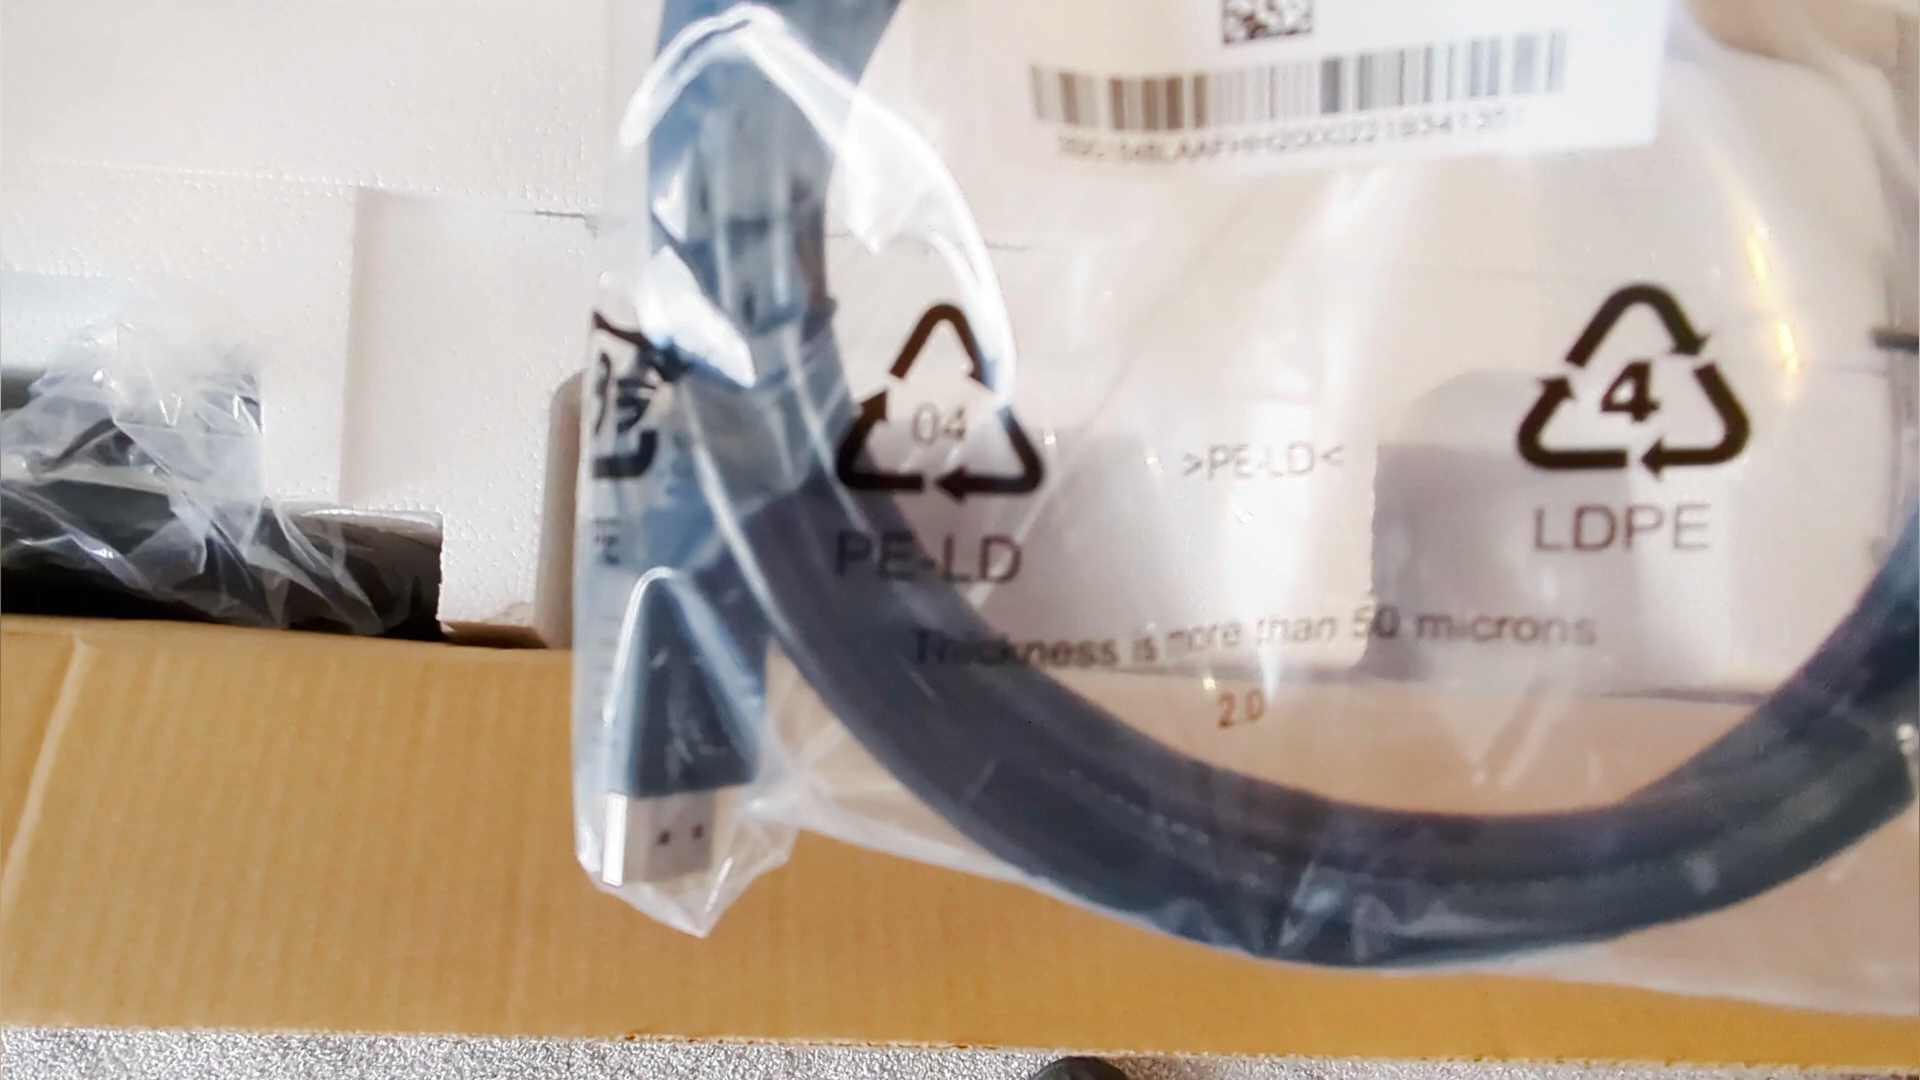 04
PE-LD
>PE-LD<
4
LDPE
Thickness is more than 50 microns
2.0